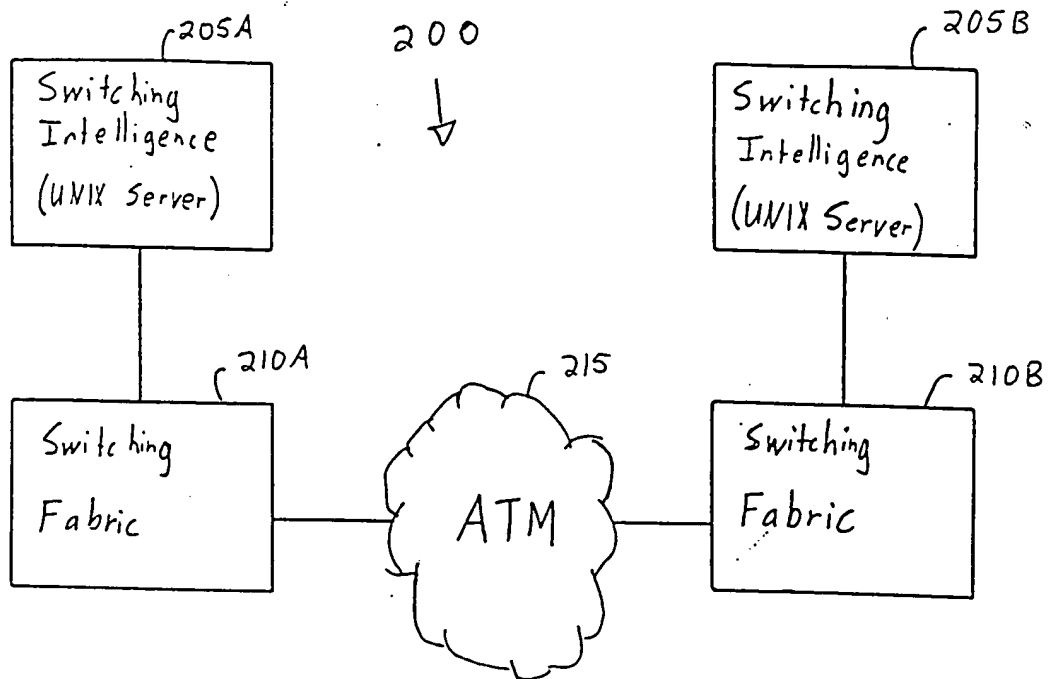 205A
200
205B
Switching
Intelligence
(UNIX Server)
Switching
Intelligence
(UNIX Server)
210A
215
210B
Switching
Fabric
ATM
Switching
Fabric